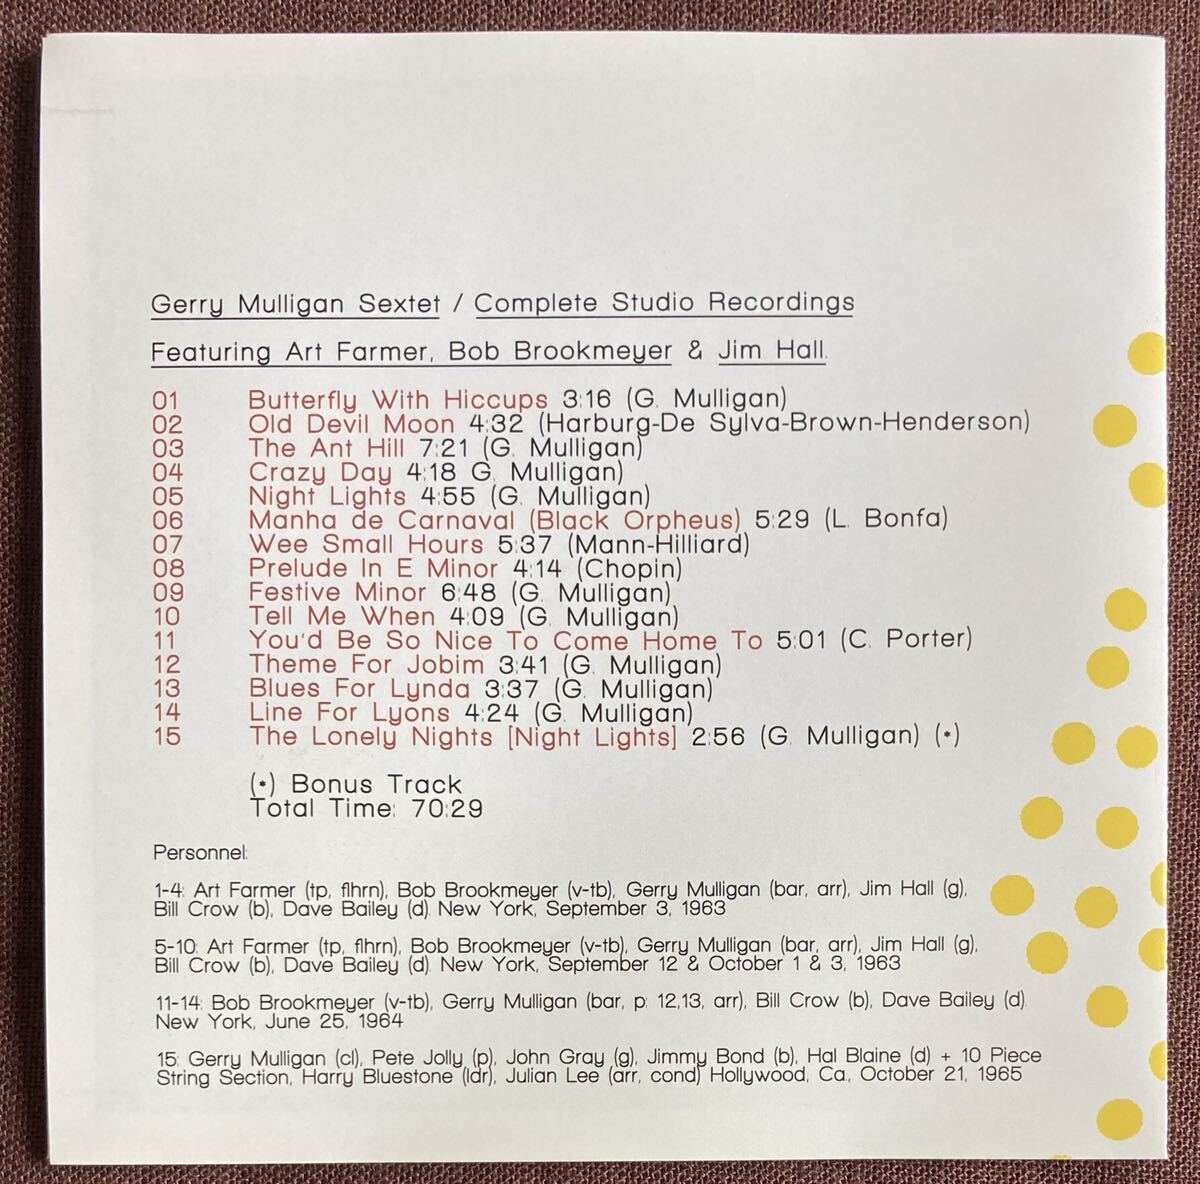 Gerry Mulligan Sextet / Complete Studio Recordings
Featuring Art Farmer, Bob Brookmeyer & Jim Hall.
01 Butterfly With Hiccups 3:16 (G. Mulligan)
02 Old Devil Moon 4:32 (Harburg-De Sylva-Brown-Henderson)
03 The Ant Hill 7:21 (G. Mulligan)
04 Crazy Day 4:18 G. Mulligan)
05 Night Lights 4:55 (G. Mulligan)
06 Manha de Carnaval (Black Orpheus) 5:29 (L. Bonfa)
07 Wee Small Hours 5:37 (Mann-Hilliard)
08 Prelude In E Minor 4:14 (Chopin)
09 Festive Minor 6:48 (G. Mulligan)
10 Tell Me When 4:09 (G. Mulligan)
11 You'd Be So Nice To Come Home To 5:01 (C. Porter)
12 Theme For Jobim 3:41 (G. Mulligan)
13 Blues For Lynda 3:37 (G. Mulligan)
14 Line For Lyons 4:24 (G. Mulligan)
15 The Lonely Nights [Night Lights] 2:56 (G. Mulligan) (•)
(•) Bonus Track
Total Time: 70:29
Personnel:
1-4: Art Farmer (tp, flhrn), Bob Brookmeyer (v-tb), Gerry Mulligan (bar, arr), Jim Hall (g),
Bill Crow (b), Dave Bailey (d). New York, September 3, 1963
5-10: Art Farmer (tp, flhrn), Bob Brookmeyer (v-tb), Gerry Mulligan (bar, arr), Jim Hall (g),
Bill Crow (b), Dave Bailey (d). New York, September 12 & October 1 & 3, 1963
11-14: Bob Brookmeyer (v-tb), Gerry Mulligan (bar, p: 12,13, arr), Bill Crow (b), Dave Bailey (d).
New York, June 25, 1964
15: Gerry Mulligan (cl), Pete Jolly (p), John Gray (g), Jimmy Bond (b), Hal Blaine (d) + 10 Piece
String Section, Harry Bluestone (ldr), Julian Lee (arr, cond) Hollywood, Ca., October 21, 1965